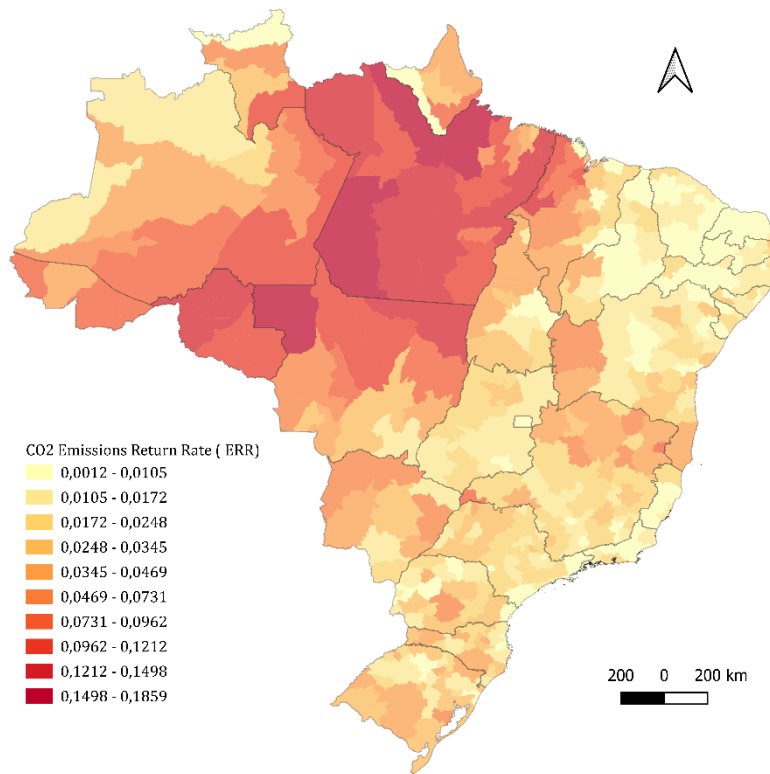 CO2 Emissions Return Rate ( ERR)
0,0012 - 0,0105
0,0105 - 0,0172
0,0172 - 0,0248
0,0248 - 0,0345
0,0345 - 0,0469
0,0469 - 0,0731
0,0731 - 0,0962
0,0962 - 0,1212
0,1212 - 0,1498
0,1498 - 0,1859
200 0 200 km